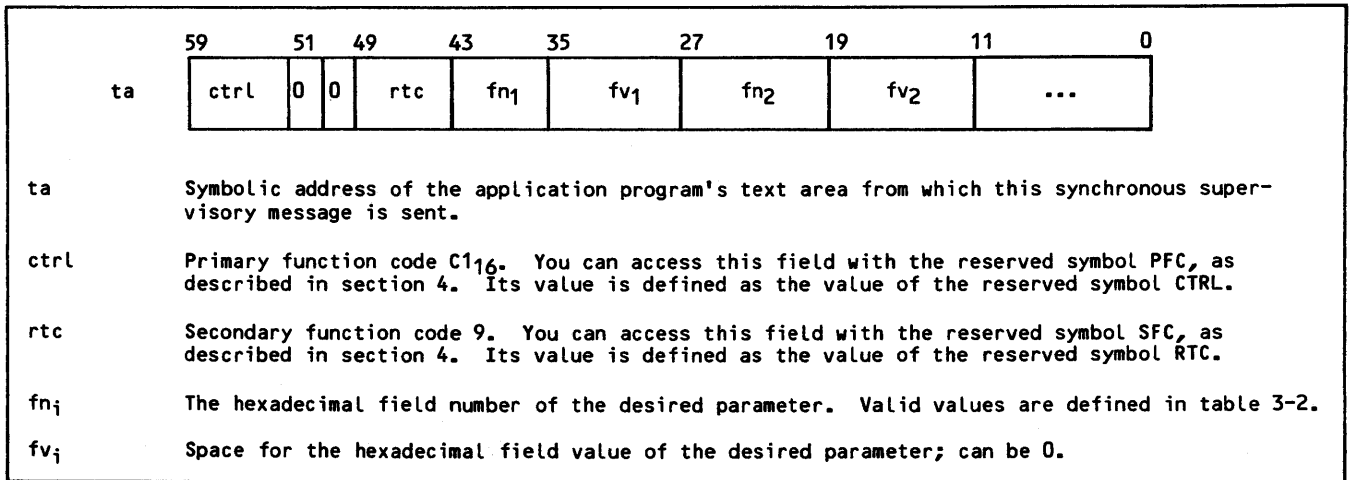 59 51 49 43 35 27 19 11 0
ta ctrl 0 0 rtc fn1 fv1 fn2 fv2 ...
ta Symbolic address of the application program's text area from which this synchronous super-
visory message is sent.
ctrl Primary function code C116. You can access this field with the reserved symbol PFC, as
described in section 4. Its value is defined as the value of the reserved symbol CTRL.
rtc Secondary function code 9. You can access this field with the reserved symbol SFC, as
described in section 4. Its value is defined as the value of the reserved symbol RTC.
fni The hexadecimal field number of the desired parameter. Valid values are defined in table 3-2.
fvi Space for the hexadecimal field value of the desired parameter; can be 0.